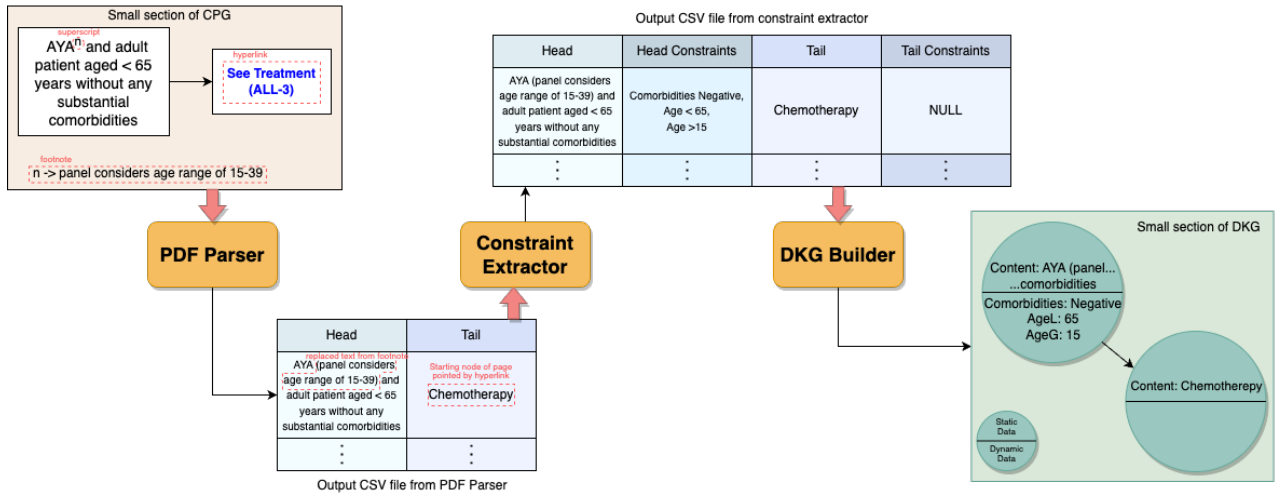 Small section of CPG
superscript
AYAⁿ and adult
patient aged < 65
years without any
substantial
comorbidities
hyperlink
See Treatment
(ALL-3)
footnote
n -> panel considers age range of 15-39
PDF Parser
Head
Tail
replaced text from footnote
AYA (panel considers
age range of 15-39) and
adult patient aged < 65
years without any
substantial comorbidities
Starting node of page
pointed by hyperlink
Chemotherapy
⋮
⋮
Output CSV file from PDF Parser
Constraint
Extractor
Output CSV file from constraint extractor
Head
Head Constraints
Tail
Tail Constraints
AYA (panel considers
age range of 15-39) and
adult patient aged < 65
years without any
substantial comorbidities
Comorbidities Negative,
Age < 65,
Age >15
Chemotherapy
NULL
⋮
⋮
⋮
⋮
DKG Builder
Small section of DKG
Content: AYA (panel...
...comorbidities
Comorbidities: Negative
AgeL: 65
AgeG: 15
Content: Chemotherepy
Static
Data
Dynamic
Data